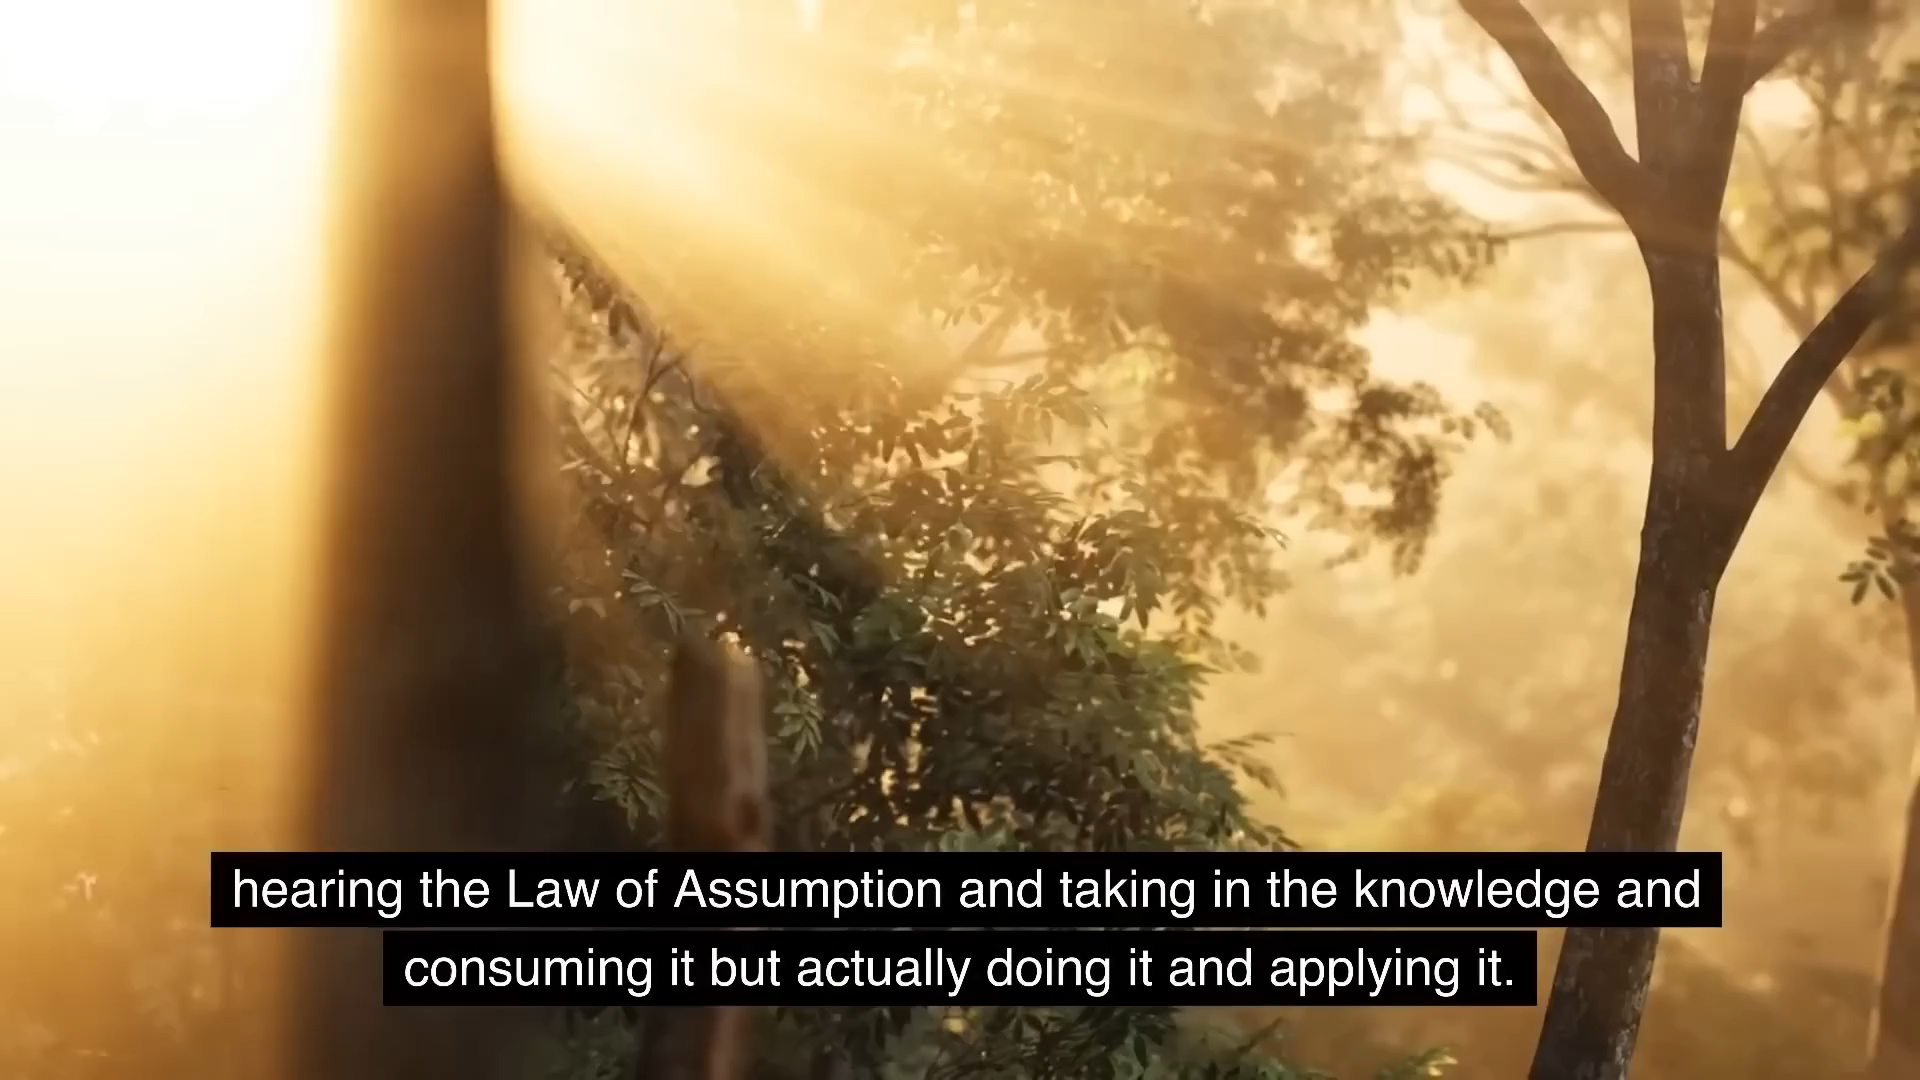 hearing the Law of Assumption and taking in the knowledge and
consuming it but actually doing it and applying it.